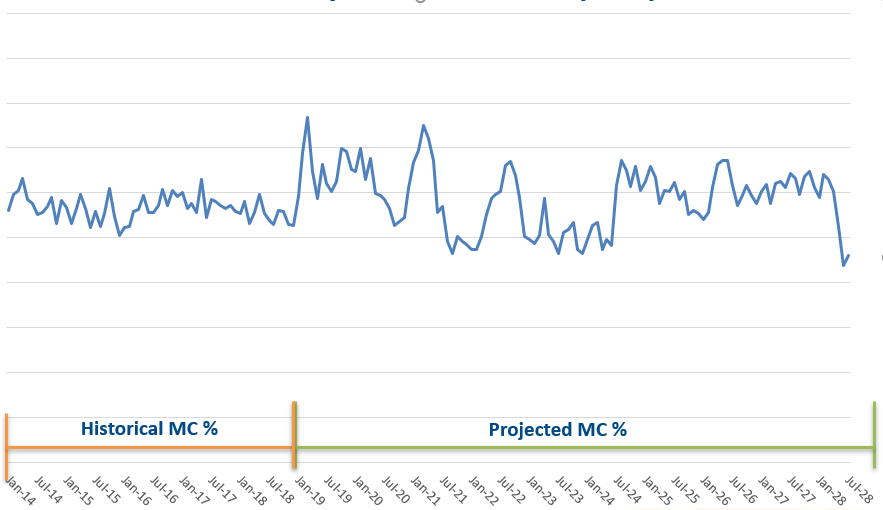 Historical MC %
Projected MC %
Jan-14
Jul-14
Jan-15
Jul-15
Jan-16
Jul-16
Jan-17
Jul-17
Jan-18
Jul-18
Jan-19
Jul-19
Jan-20
Jul-20
Jan-21
Jul-21
Jan-22
Jul-22
Jan-23
Jul-23
Jan-24
Jul-24
Jan-25
Jul-25
Jan-26
Jul-26
Jan-27
Jul-27
Jan-28
Jul-28